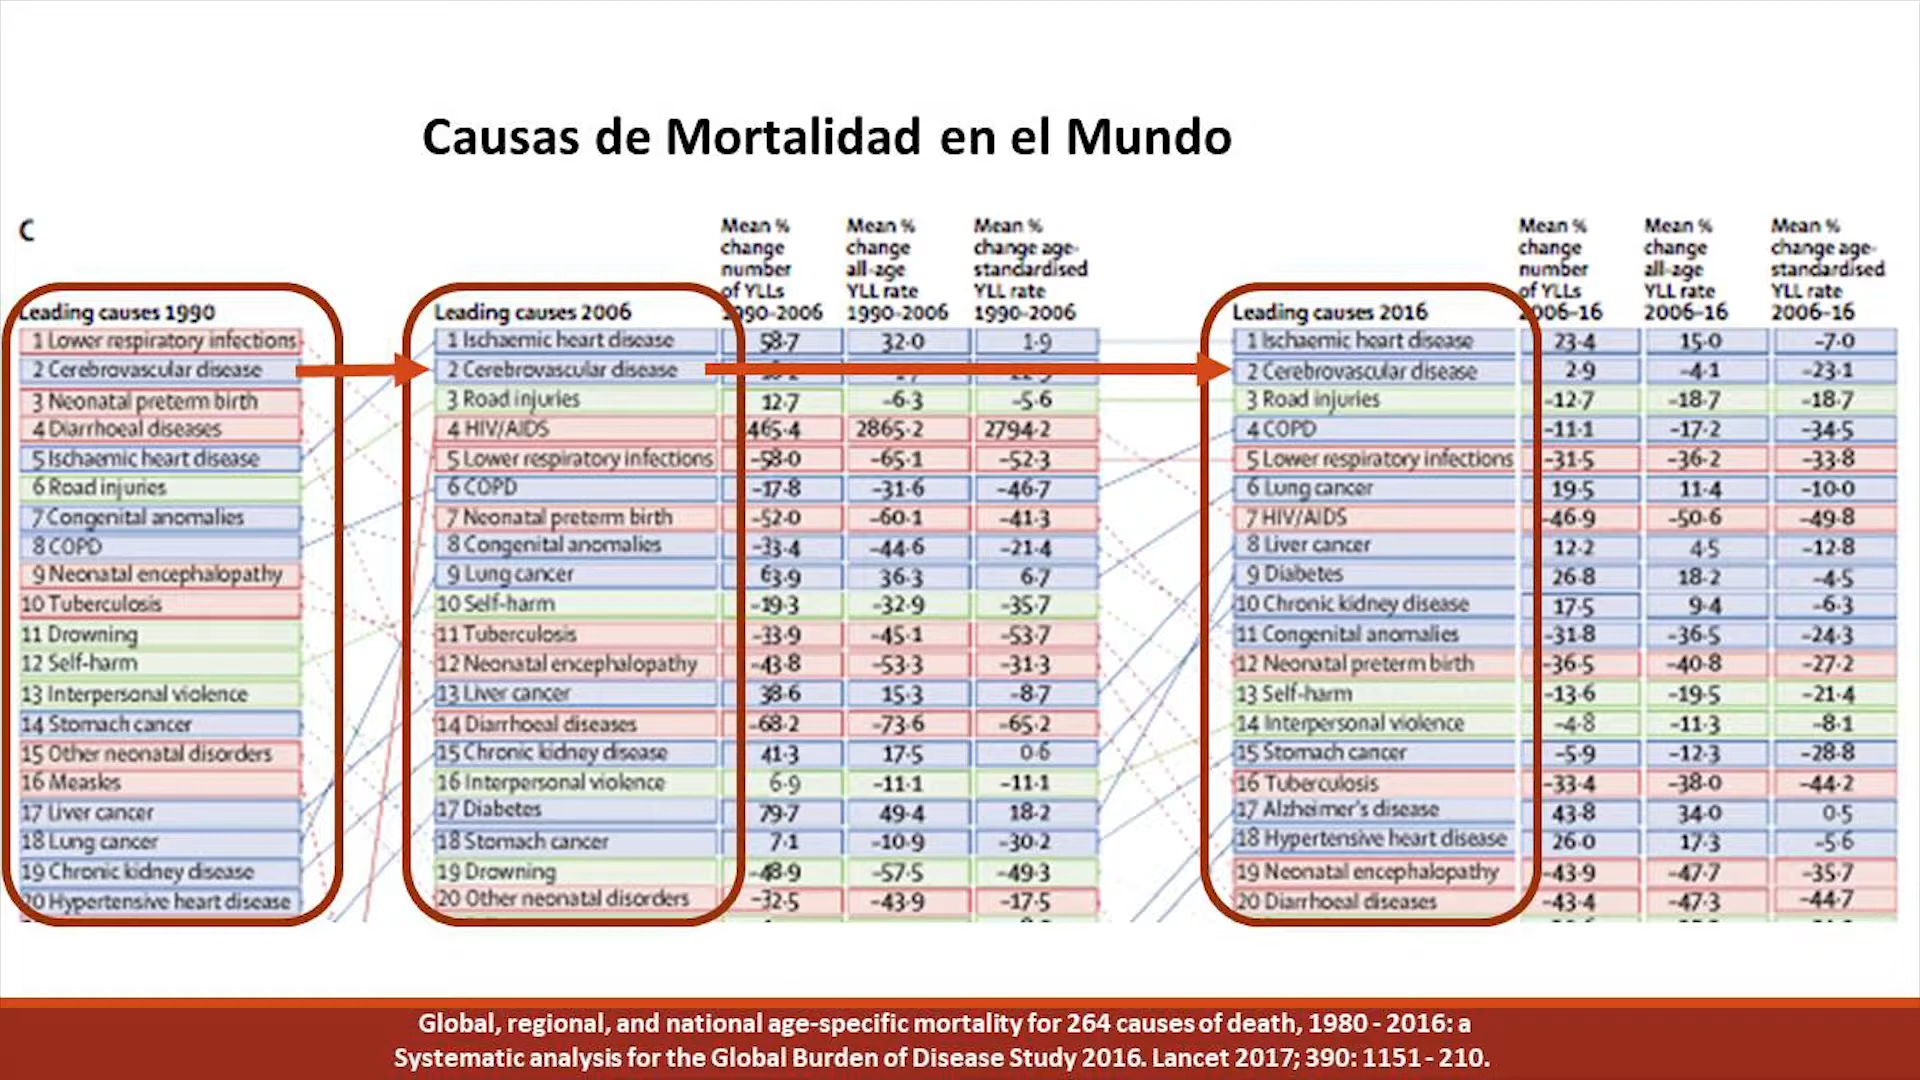 Causas de Mortalidad en el Mundo
C
Leading causes 1990
1 Lower respiratory infections
2 Cerebrovascular disease
3 Neonatal preterm birth
4 Diarrhoeal diseases
5 Ischaemic heart disease
6 Road injuries
7 Congenital anomalies
8 COPD
9 Neonatal encephalopathy
10 Tuberculosis
11 Drowning
12 Self-harm
13 Interpersonal violence
14 Stomach cancer
15 Other neonatal disorders
16 Measles
17 Liver cancer
18 Lung cancer
19 Chronic kidney disease
20 Hypertensive heart disease
Leading causes 2006
Mean % change number of YLLs 1990-2006
Mean % change all-age YLL rate 1990-2006
Mean % change age-standardised YLL rate 1990-2006
1 Ischaemic heart disease 58·7 32·0 1·9
2 Cerebrovascular disease
3 Road injuries 12·7 -6·3 -5·6
4 HIV/AIDS 465·4 2865·2 2794·2
5 Lower respiratory infections -58·0 -65·1 -52·3
6 COPD -17·8 -31·6 -46·7
7 Neonatal preterm birth -52·0 -60·1 -41·3
8 Congenital anomalies -33·4 -44·6 -21·4
9 Lung cancer 63·9 36·3 6·7
10 Self-harm -19·3 -32·9 -35·7
11 Tuberculosis -33·9 -45·1 -53·7
12 Neonatal encephalopathy -43·8 -53·3 -31·3
13 Liver cancer 38·6 15·3 -8·7
14 Diarrhoeal diseases -68·2 -73·6 -65·2
15 Chronic kidney disease 41·3 17·5 0·6
16 Interpersonal violence 6·9 -11·1 -11·1
17 Diabetes 79·7 49·4 18·2
18 Stomach cancer 7·1 -10·9 -30·2
19 Drowning -48·9 -57·5 -49·3
20 Other neonatal disorders -32·5 -43·9 -17·5
Leading causes 2016
Mean % change number of YLLs 2006-16
Mean % change all-age YLL rate 2006-16
Mean % change age-standardised YLL rate 2006-16
1 Ischaemic heart disease 23·4 15·0 -7·0
2 Cerebrovascular disease 2·9 -4·1 -23·1
3 Road injuries -12·7 -18·7 -18·7
4 COPD -11·1 -17·2 -34·5
5 Lower respiratory infections -31·5 -36·2 -33·8
6 Lung cancer 19·5 11·4 -10·0
7 HIV/AIDS -46·9 -50·6 -49·8
8 Liver cancer 12·2 4·5 -12·8
9 Diabetes 26·8 18·2 -4·5
10 Chronic kidney disease 17·5 9·4 -6·3
11 Congenital anomalies -31·8 -36·5 -24·3
12 Neonatal preterm birth -36·5 -40·8 -27·2
13 Self-harm -13·6 -19·5 -21·4
14 Interpersonal violence -4·8 -11·3 -8·1
15 Stomach cancer -5·9 -12·3 -28·8
16 Tuberculosis -33·4 -38·0 -44·2
17 Alzheimer's disease 43·8 34·0 0·5
18 Hypertensive heart disease 26·0 17·3 -5·6
19 Neonatal encephalopathy -43·9 -47·7 -35·7
20 Diarrhoeal diseases -43·4 -47·3 -44·7
Global, regional, and national age-specific mortality for 264 causes of death, 1980 - 2016: a
Systematic analysis for the Global Burden of Disease Study 2016. Lancet 2017; 390: 1151 - 210.